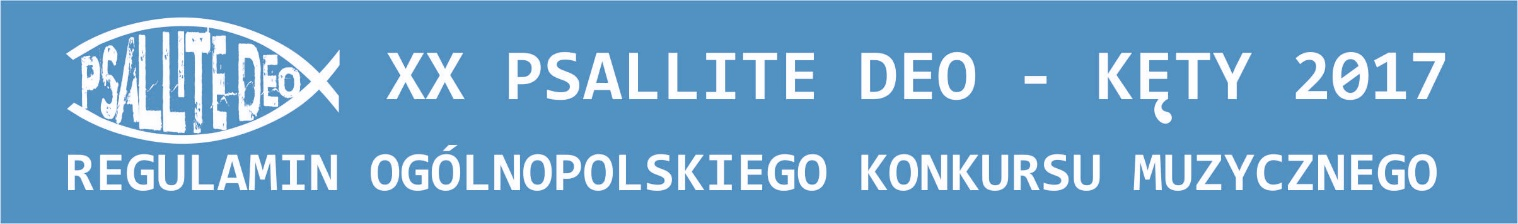 PSALLITE DEO
XX PSALLITE DEO - KĘTY 2017
REGULAMIN OGÓLNOPOLSKIEGO KONKURSU MUZYCZNEGO